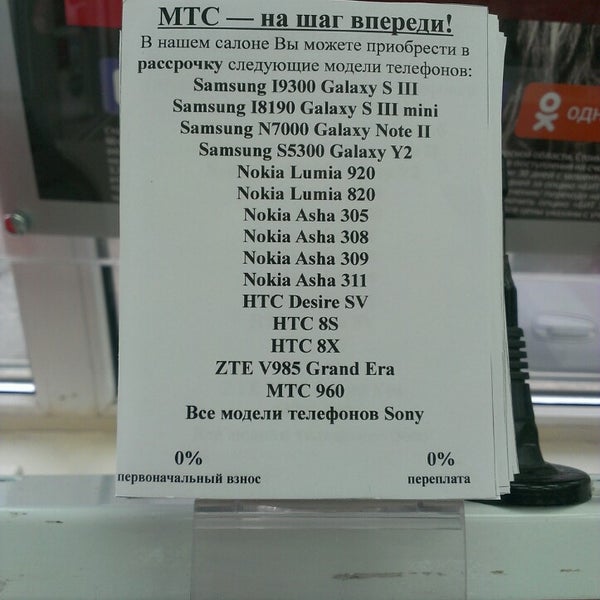 МТС — на шаг впереди!
В нашем салоне Вы можете приобрести в
рассрочку следующие модели телефонов:
Samsung I9300 Galaxy S III
Samsung I8190 Galaxy S III mini
Samsung N7000 Galaxy Note II
Samsung S5300 Galaxy Y2
Nokia Lumia 920
Nokia Lumia 820
Nokia Asha 305
Nokia Asha 308
Nokia Asha 309
Nokia Asha 311
HTC Desire SV
HTC 8S
HTC 8X
ZTE V985 Grand Era
МТС 960
Все модели телефонов Sony
0% 0%
первоначальный взнос переплата
ОДН